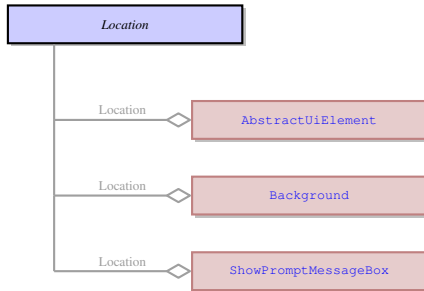 Location
Location
AbstractUiElement
Location
Background
Location
ShowPromptMessageBox